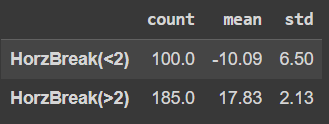 count mean std
HorzBreak(<2) 100.0 -10.09 6.50
HorzBreak(>2) 185.0 17.83 2.13